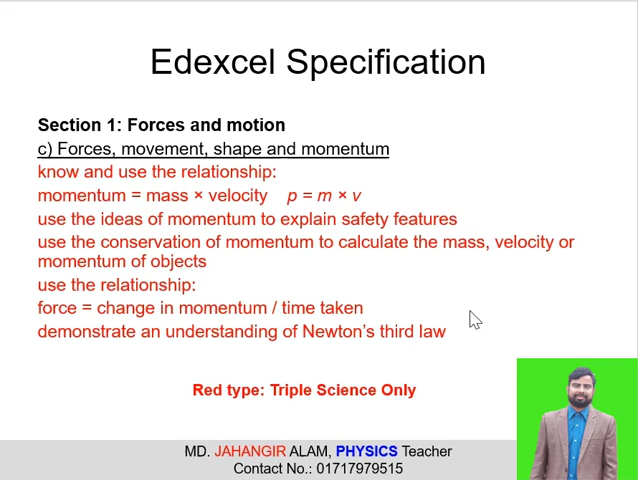 Edexcel Specification
Section 1: Forces and motion
c) Forces, movement, shape and momentum
know and use the relationship:
momentum = mass × velocity p = m × v
use the ideas of momentum to explain safety features
use the conservation of momentum to calculate the mass, velocity or
momentum of objects
use the relationship:
force = change in momentum / time taken
demonstrate an understanding of Newton's third law
Red type: Triple Science Only
MD. JAHANGIR ALAM, PHYSICS Teacher
Contact No.: 01717979515